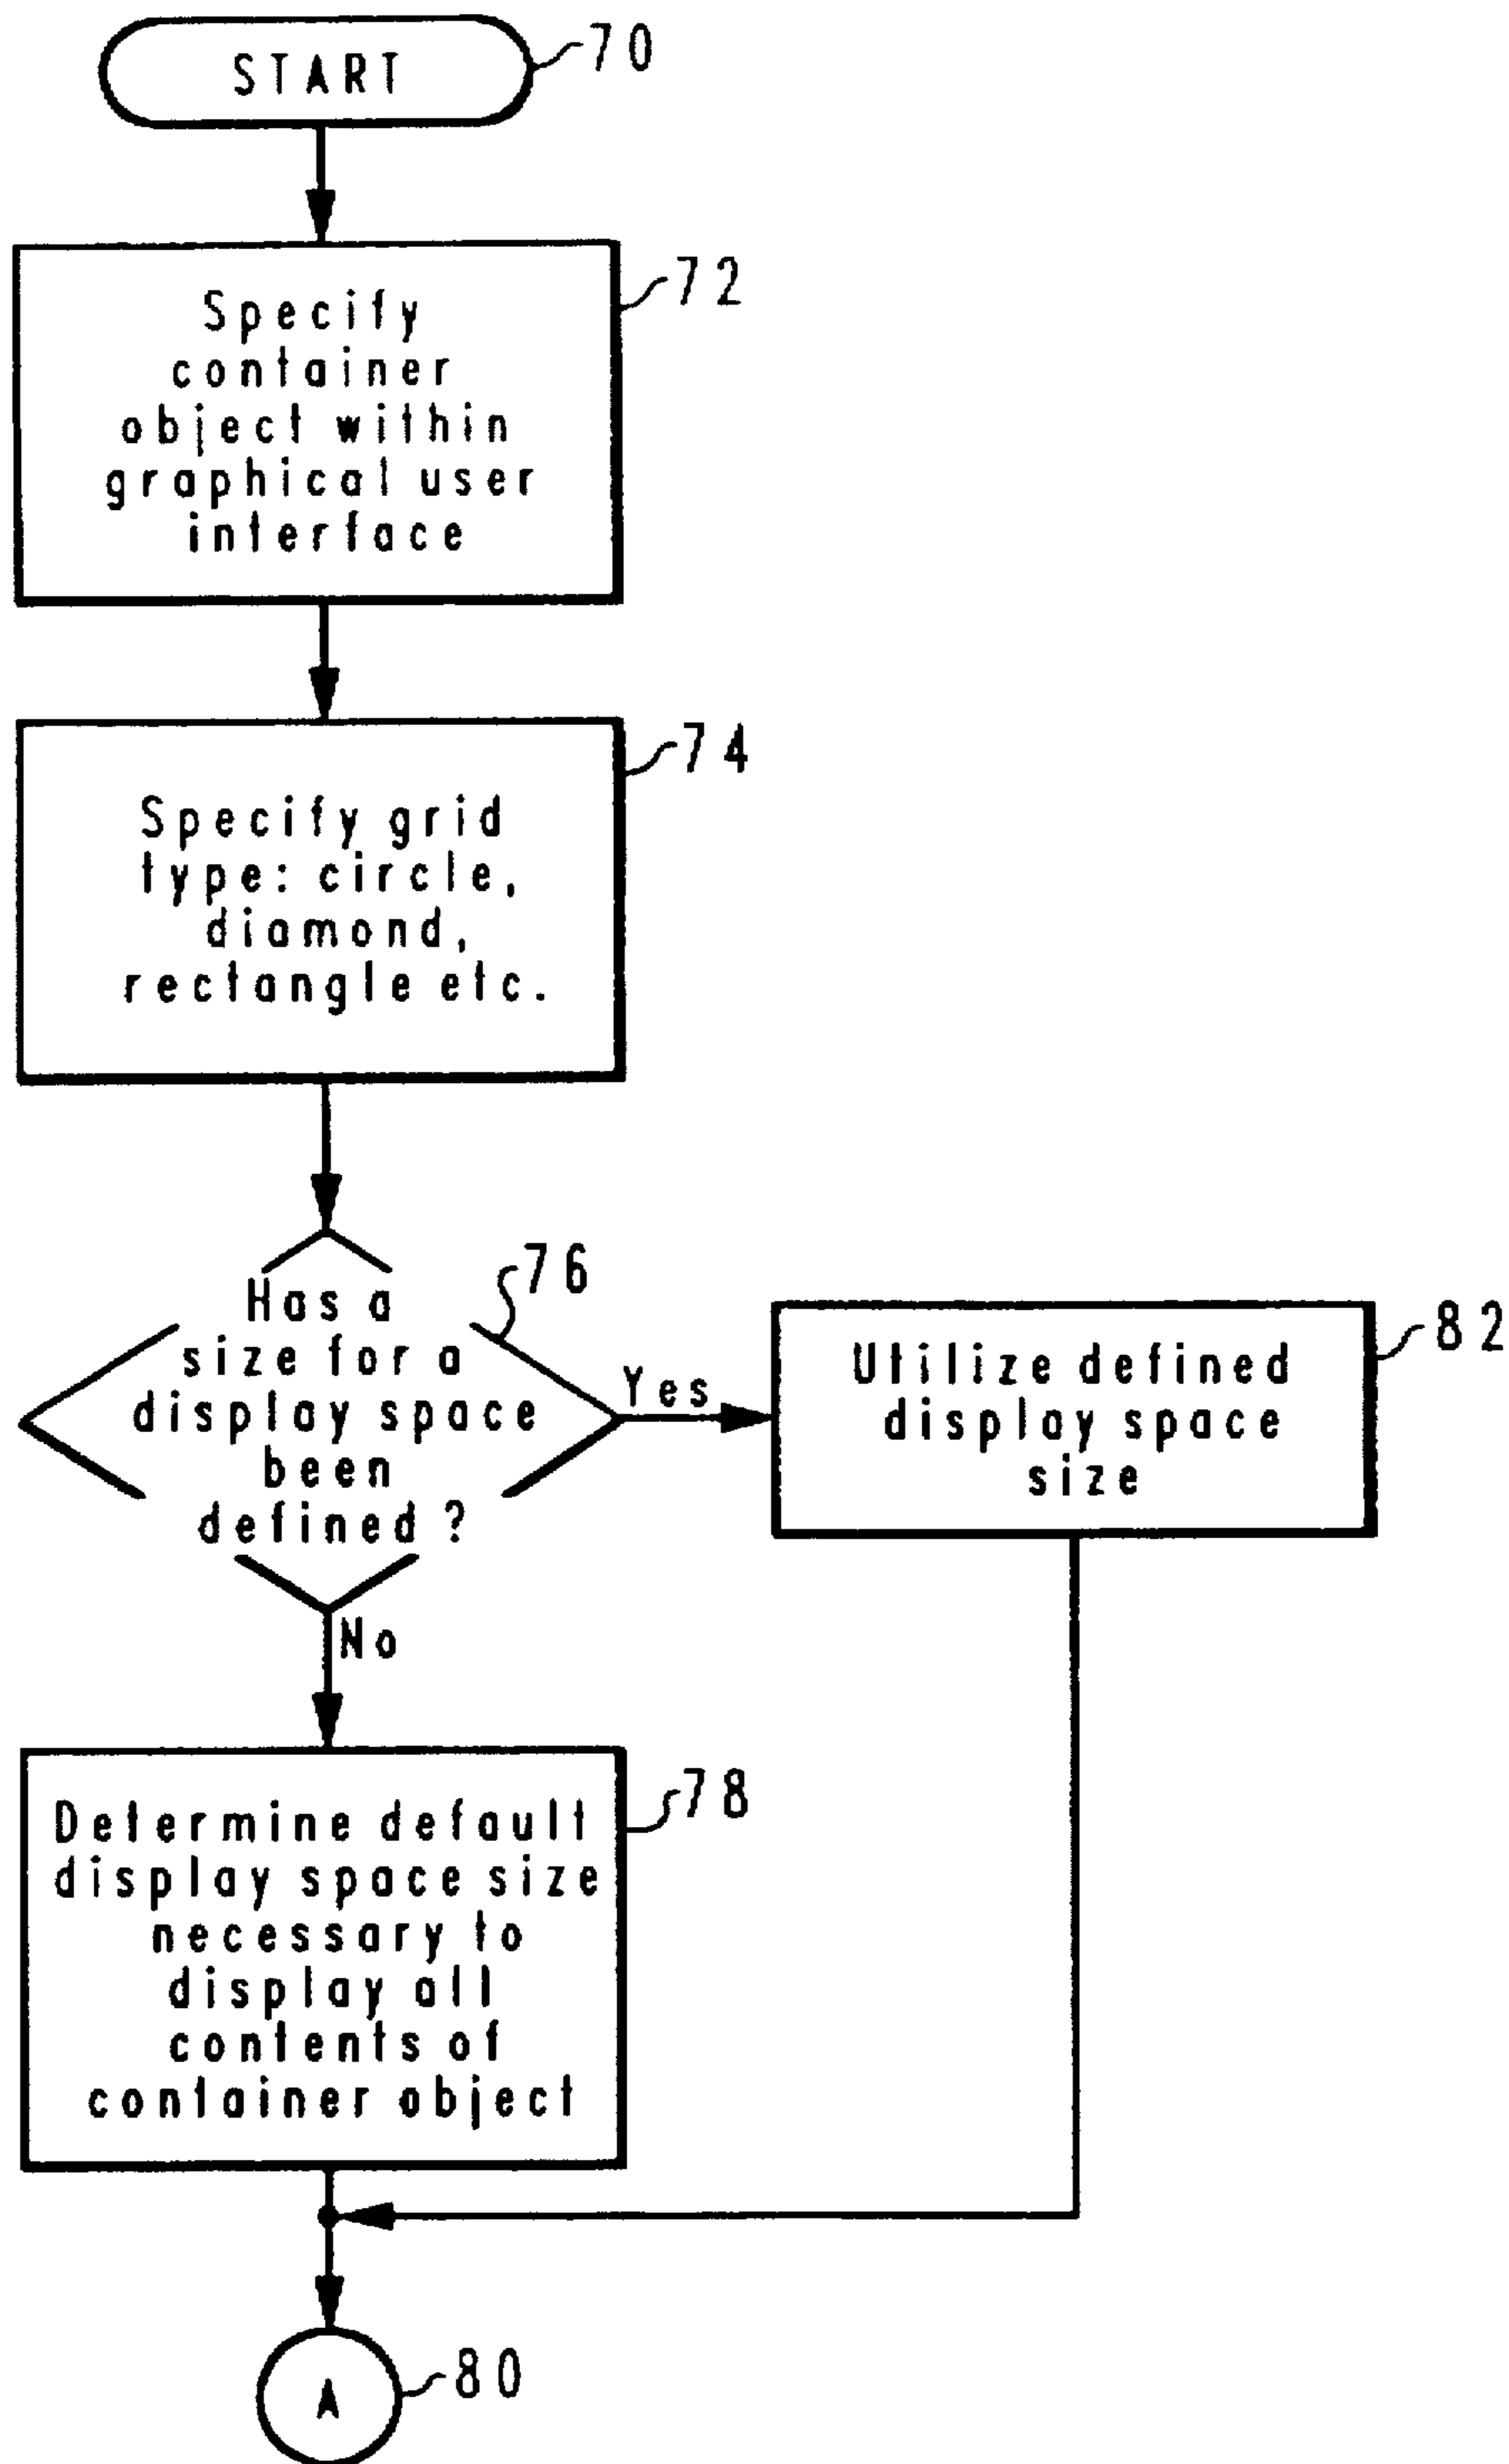 START
70
Specify
container
object within
graphical user
interface
72
Specify grid
type: circle,
diamond,
rectangle etc.
74
Has a
size for a
display space
been
defined?
76
Yes
Utilize defined
display space
size
82
No
Determine default
display space size
necessary to
display all
contents of
container object
78
A
80